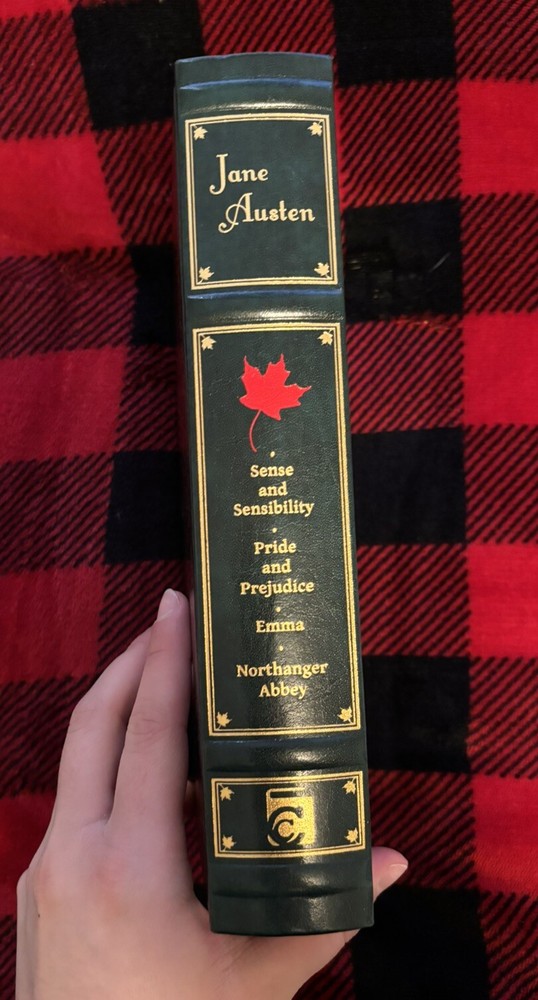 Jane
Austen
Sense
and
Sensibility
Pride
and
Prejudice
Emma
Northanger
Abbey